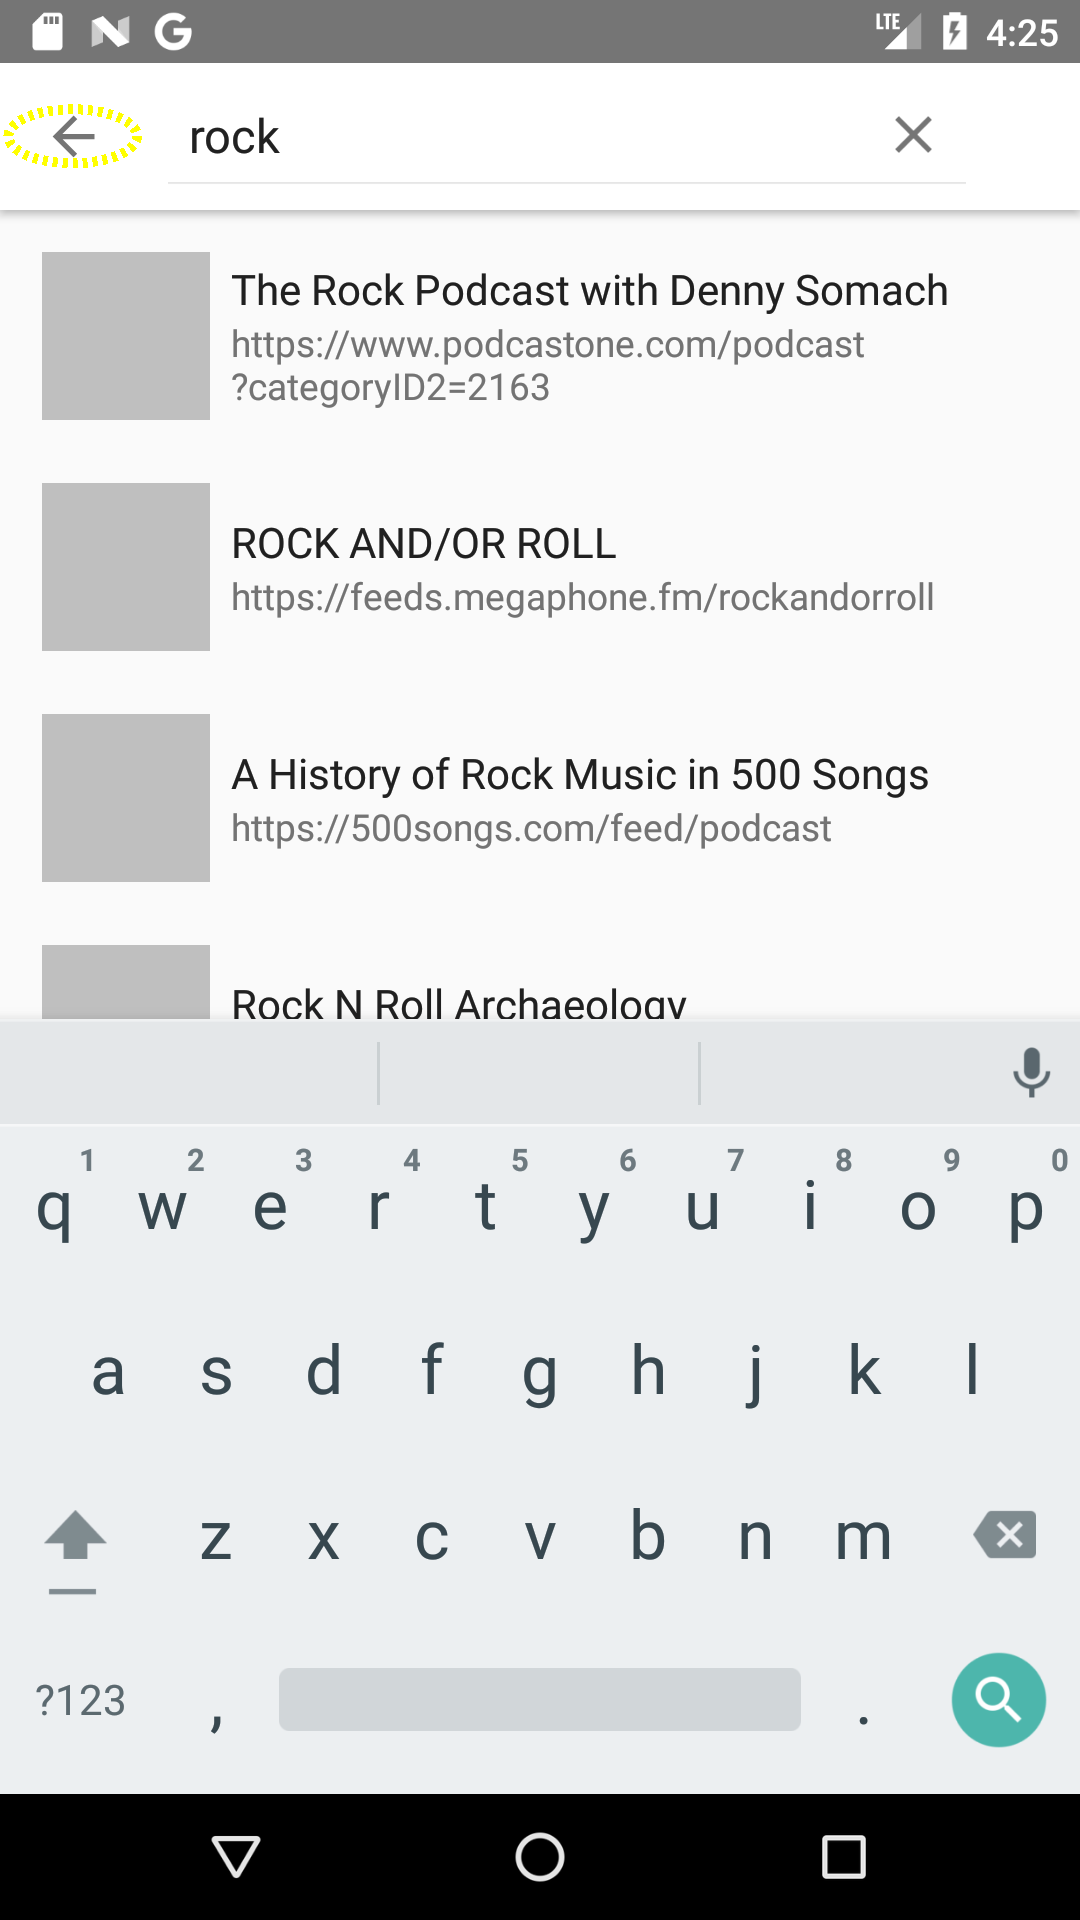 LTE 4:25
rock
The Rock Podcast with Denny Somach
https://www.podcastone.com/podcast
?categoryID2=2163
ROCK AND/OR ROLL
https://feeds.megaphone.fm/rockandorroll
A History of Rock Music in 500 Songs
https://500songs.com/feed/podcast
Rock N Roll Archaeology
1 2 3 4 5 6 7 8 9 0
q w e r t y u i o p
a s d f g h j k l
z x c v b n m
?123 , .